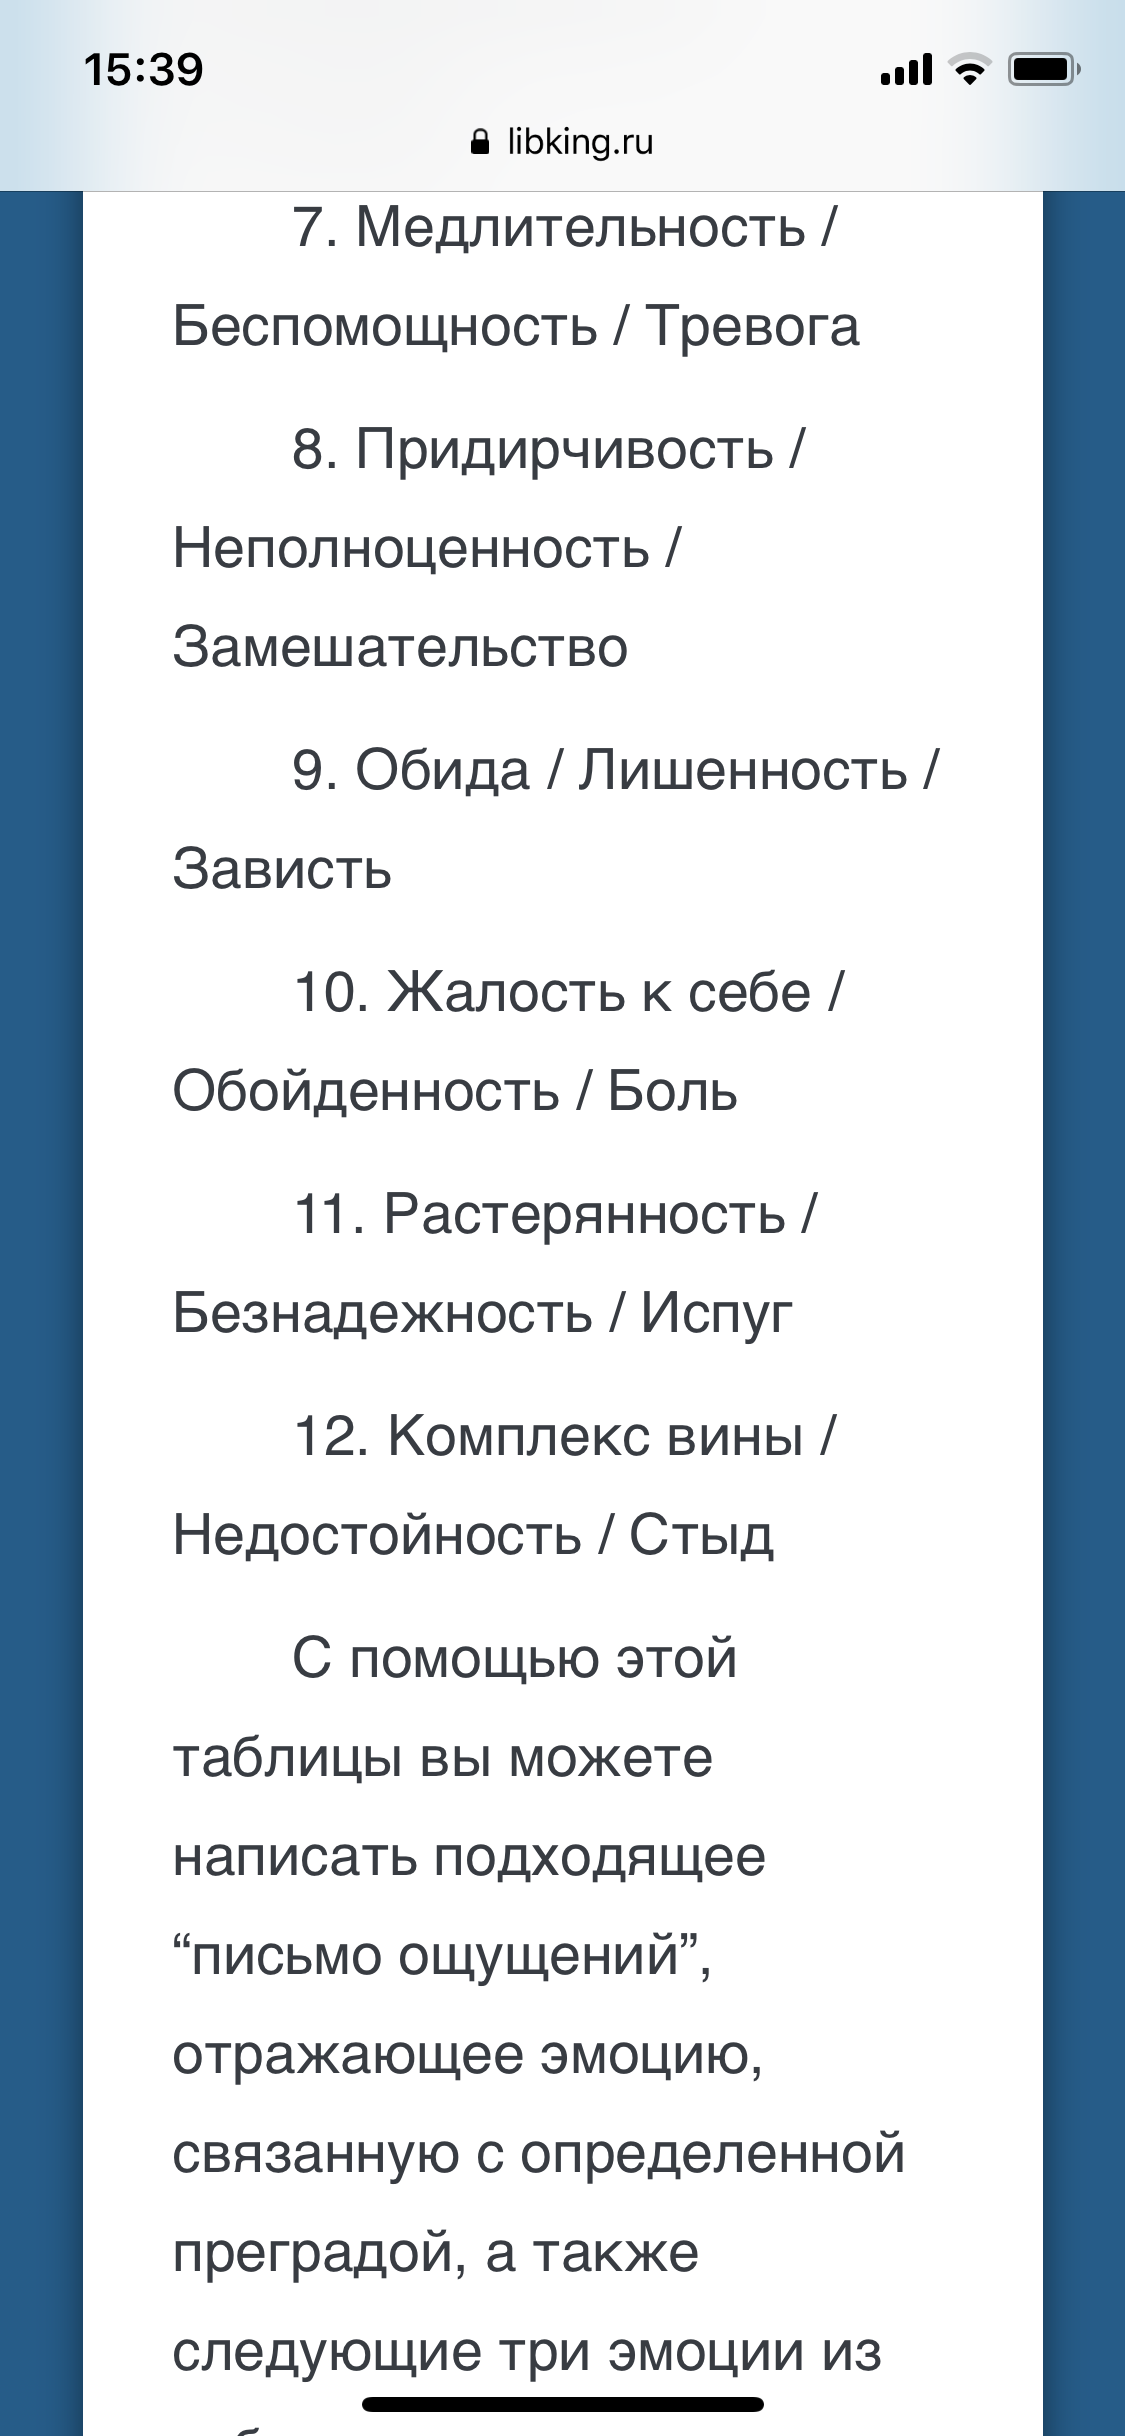 15:39
libking.ru
7. Медлительность /
Беспомощность / Тревога
8. Придирчивость /
Неполноценность /
Замешательство
9. Обида / Лишенность /
Зависть
10. Жалость к себе /
Обойденность / Боль
11. Растерянность /
Безнадежность / Испуг
12. Комплекс вины /
Недостойность / Стыд
С помощью этой
таблицы вы можете
написать подходящее
“письмо ощущений”,
отражающее эмоцию,
связанную с определенной
преградой, а также
следующие три эмоции из